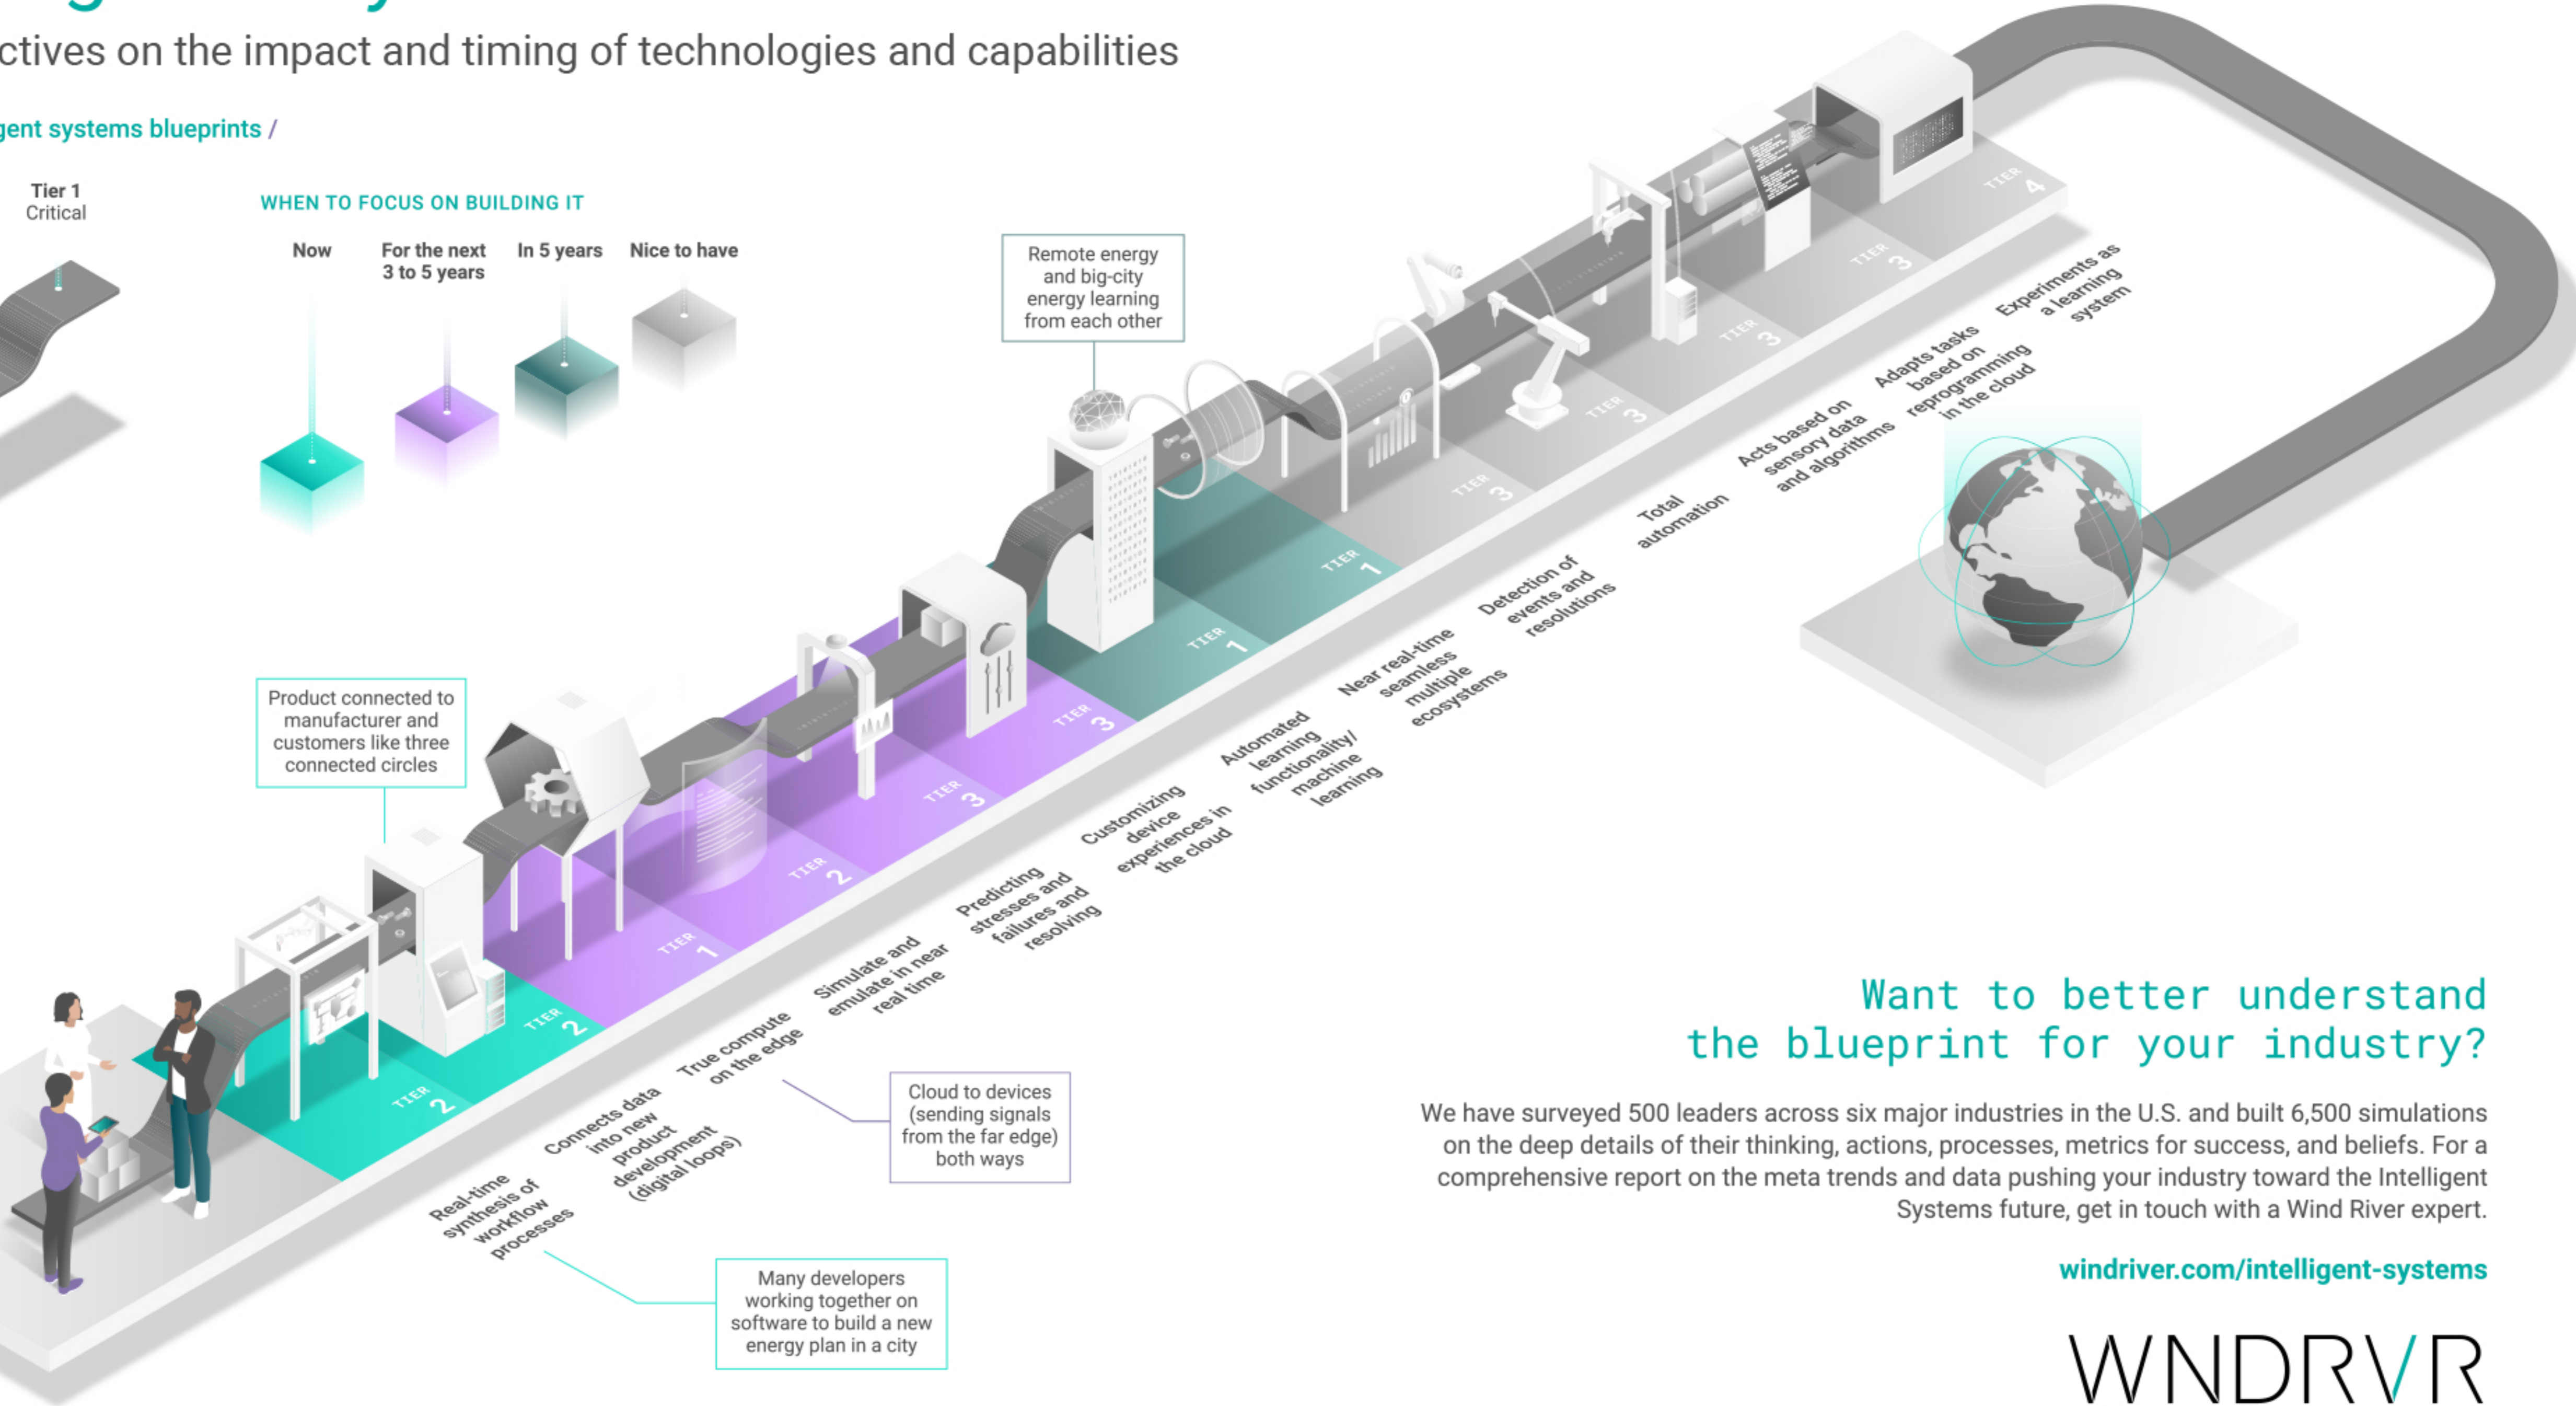 ctives on the impact and timing of technologies and capabilities
gent systems blueprints /
Tier 1
Critical
WHEN TO FOCUS ON BUILDING IT
Now
For the next
3 to 5 years
In 5 years
Nice to have
Remote energy
and big-city
energy learning
from each other
Product connected to
manufacturer and
customers like three
connected circles
TIER
2
TIER
2
TIER
1
TIER
2
TIER
3
TIER
3
TIER
1
TIER
1
TIER
3
TIER
3
TIER
3
TIER
3
TIER
4
Real-time
synthesis of
workflow
processes
Connects data
into new
product
development
(digital loops)
True compute
on the edge
Simulate and
emulate in near
real time
Predicting
stresses and
failures and
resolving
Customizing
device
experiences in
the cloud
Automated
learning
functionality/
machine
learning
Near real-time
seamless
multiple
ecosystems
Detection of
events and
resolutions
Total
automation
Acts based on
sensory data
and algorithms
Adapts tasks
based on
reprogramming
in the cloud
Experiments as
a learning
system
Cloud to devices
(sending signals
from the far edge)
both ways
Many developers
working together on
software to build a new
energy plan in a city
Want to better understand
the blueprint for your industry?
We have surveyed 500 leaders across six major industries in the U.S. and built 6,500 simulations
on the deep details of their thinking, actions, processes, metrics for success, and beliefs. For a
comprehensive report on the meta trends and data pushing your industry toward the Intelligent
Systems future, get in touch with a Wind River expert.
windriver.com/intelligent-systems
WNDRVR